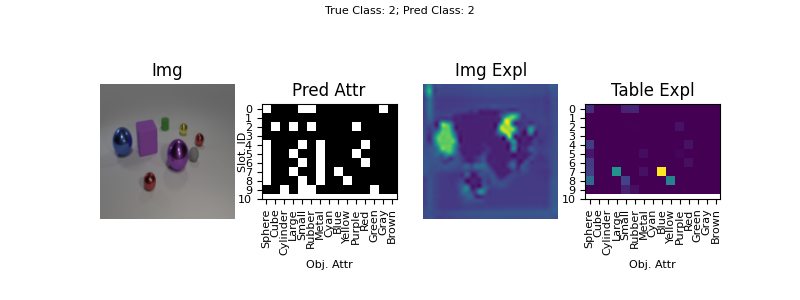 True Class: 2; Pred Class: 2
Img
Pred Attr
Img Expl
Table Expl
Slot. ID
0
1
2
3
4
5
6
7
8
9
10
Sphere
Cube
Cylinder
Large
Small
Rubber
Metal
Cyan
Blue
Yellow
Purple
Red
Green
Gray
Brown
Obj. Attr
0
1
2
3
4
5
6
7
8
9
10
Sphere
Cube
Cylinder
Large
Small
Rubber
Metal
Cyan
Blue
Yellow
Purple
Red
Green
Gray
Brown
Obj. Attr